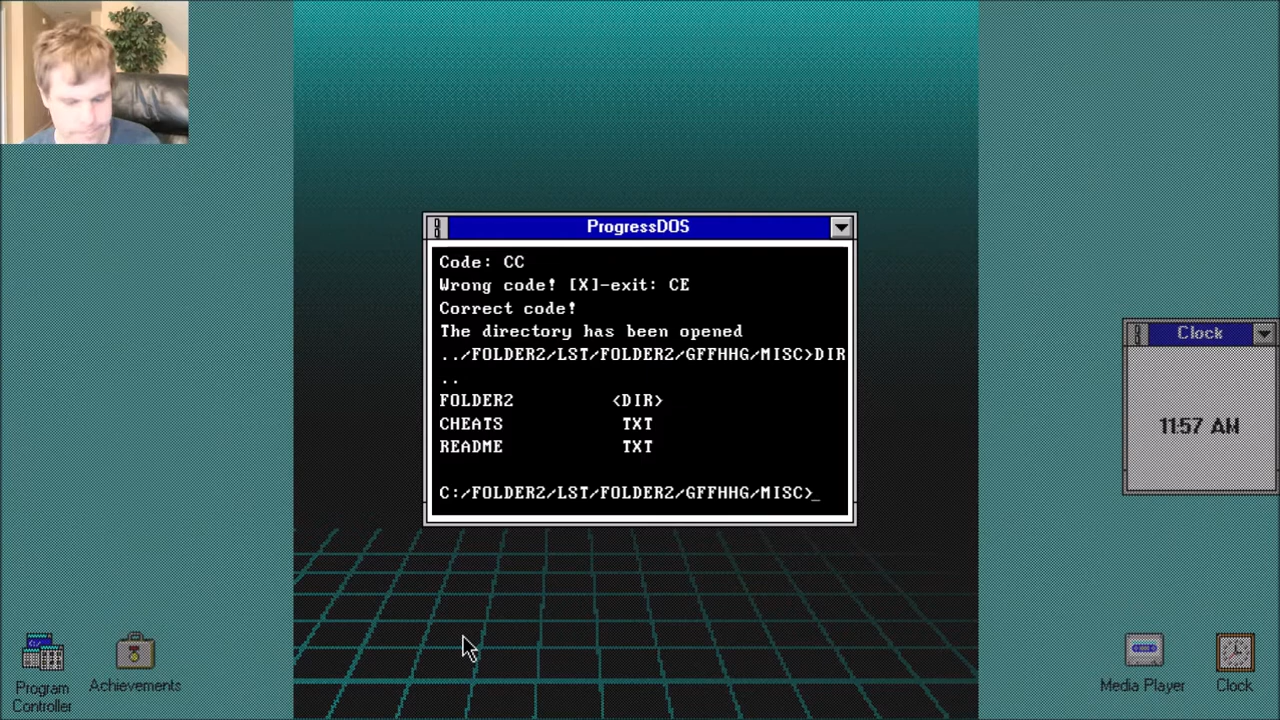 ProgressDOS
Code: CC
Wrong code! [X]-exit: CE
Correct code!
The directory has been opened
../FOLDER2/LST/FOLDER2/GFFHHG/MISC>DIR
..
FOLDER2 <DIR>
CHEATS TXT
README TXT
C:/FOLDER2/LST/FOLDER2/GFFHHG/MISC>_
Clock
11:57 AM
Program
Controller
Achievements
Media Player
Clock